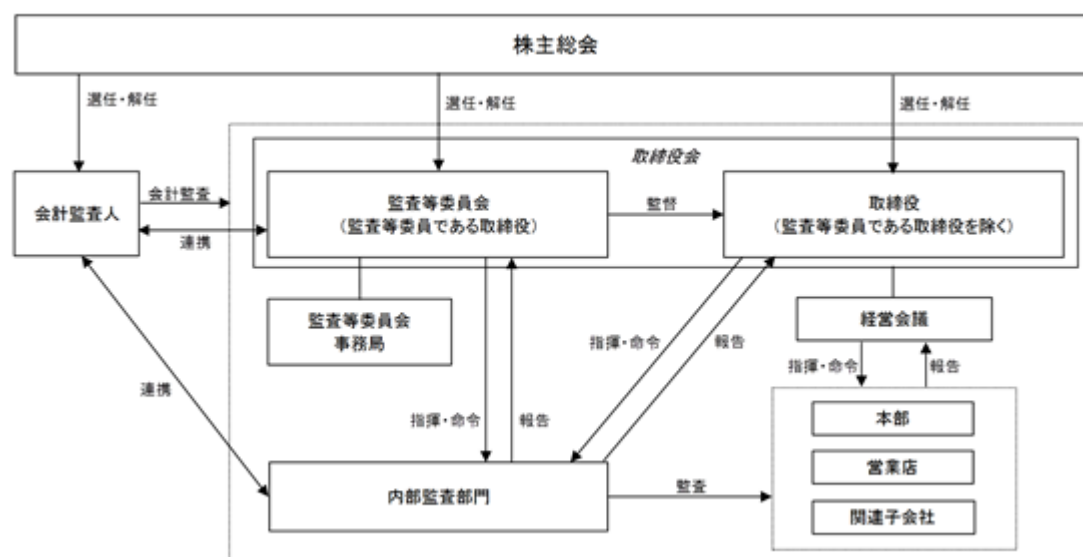 株主総会
選任・解任
選任・解任
選任・解任
取締役会
会計監査人
会計監査
連携
監査等委員会
(監査等委員である取締役)
監督
取締役
(監査等委員である取締役を除く)
監査等委員会
事務局
経営会議
指揮・命令
報告
指揮・命令
報告
連携
指揮・命令
報告
本部
営業店
関連子会社
内部監査部門
監査